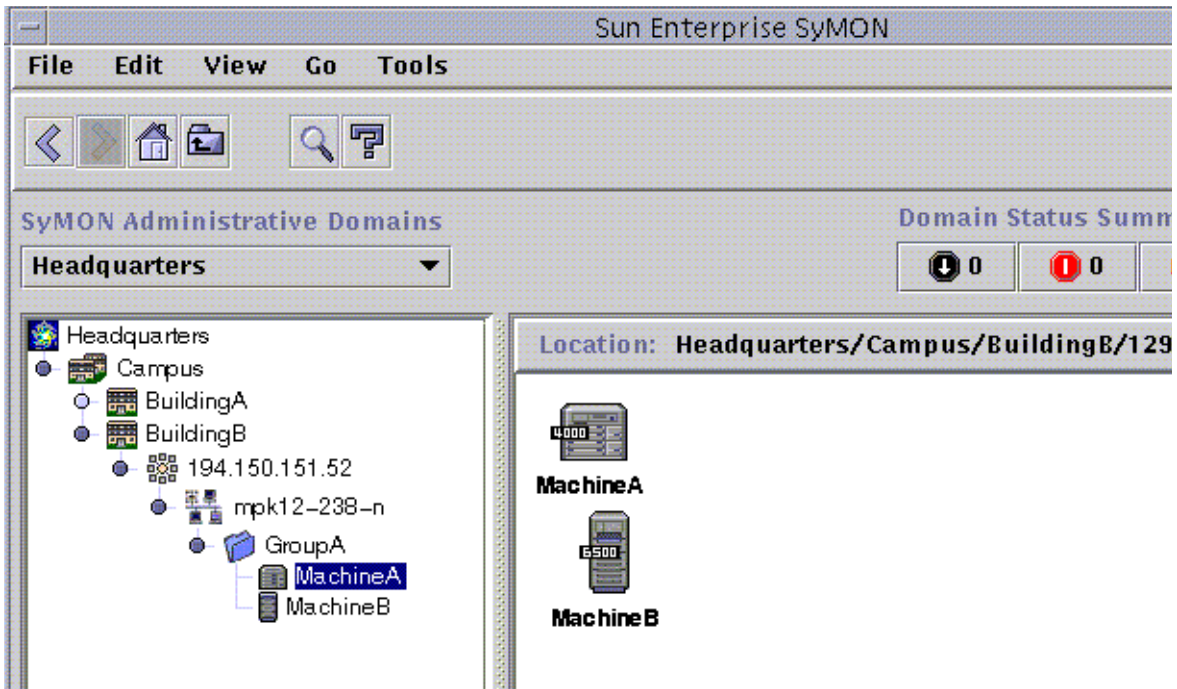 Sun Enterprise SyMON
File Edit View Go Tools
SyMON Administrative Domains
Domain Status Summ
Headquarters
0 0
Headquarters
Campus
BuildingA
BuildingB
194.150.151.52
mpk12-238-n
GroupA
MachineA
MachineB
Location: Headquarters/Campus/BuildingB/129
4000
MachineA
6500
MachineB